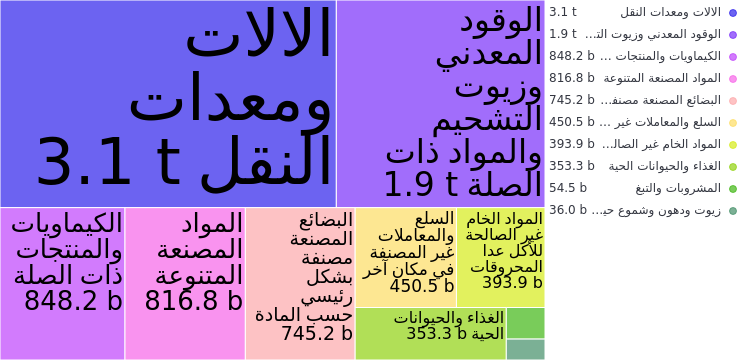 الالات
ومعدات
النقل 3.1 t
الوقود
المعدني
وزيوت
التشحيم
والمواد ذات
الصلة 1.9 t
الكيماويات
والمنتجات
ذات الصلة
848.2 b
المواد
المصنعة
المتنوعة
816.8 b
البضائع
المصنعة
مصنفة
بشكل
رئيسي
حسب المادة
745.2 b
السلع
والمعاملات
غير المصنفة
في مكان آخر
450.5 b
المواد الخام
غير الصالحة
للأكل عدا
المحروقات
393.9 b
الغذاء والحيوانات
الحية 353.3 b
الالات ومعدات النقل 3.1 t
الوقود المعدني وزيوت الت... 1.9 t
الكيماويات والمنتجات ... 848.2 b
المواد المصنعة المتنوعة 816.8 b
البضائع المصنعة مصنف... 745.2 b
السلع والمعاملات غير ... 450.5 b
المواد الخام غير الصال... 393.9 b
الغذاء والحيوانات الحية 353.3 b
المشروبات والتبغ 54.5 b
زيوت ودهون وشموع حي... 36.0 b